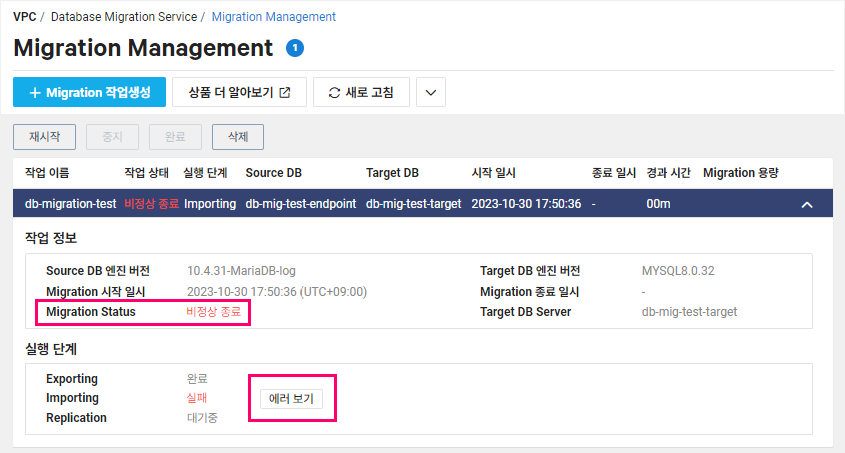 VPC / Database Migration Service / Migration Management
Migration Management 1
+ Migration 작업생성 상품 더 알아보기 새로 고침
재시작 중지 완료 삭제
작업 이름 작업 상태 실행 단계 Source DB Target DB 시작 일시 종료 일시 경과 시간 Migration 용량
db-migration-test 비정상 종료 Importing db-mig-test-endpoint db-mig-test-target 2023-10-30 17:50:36 - 00m
작업 정보
Source DB 엔진 버전 10.4.31-MariaDB-log Target DB 엔진 버전 MYSQL8.0.32
Migration 시작 일시 2023-10-30 17:50:36 (UTC+09:00) Migration 종료 일시 -
Migration Status 비정상 종료 Target DB Server db-mig-test-target
실행 단계
Exporting 완료
Importing 실패 에러 보기
Replication 대기중